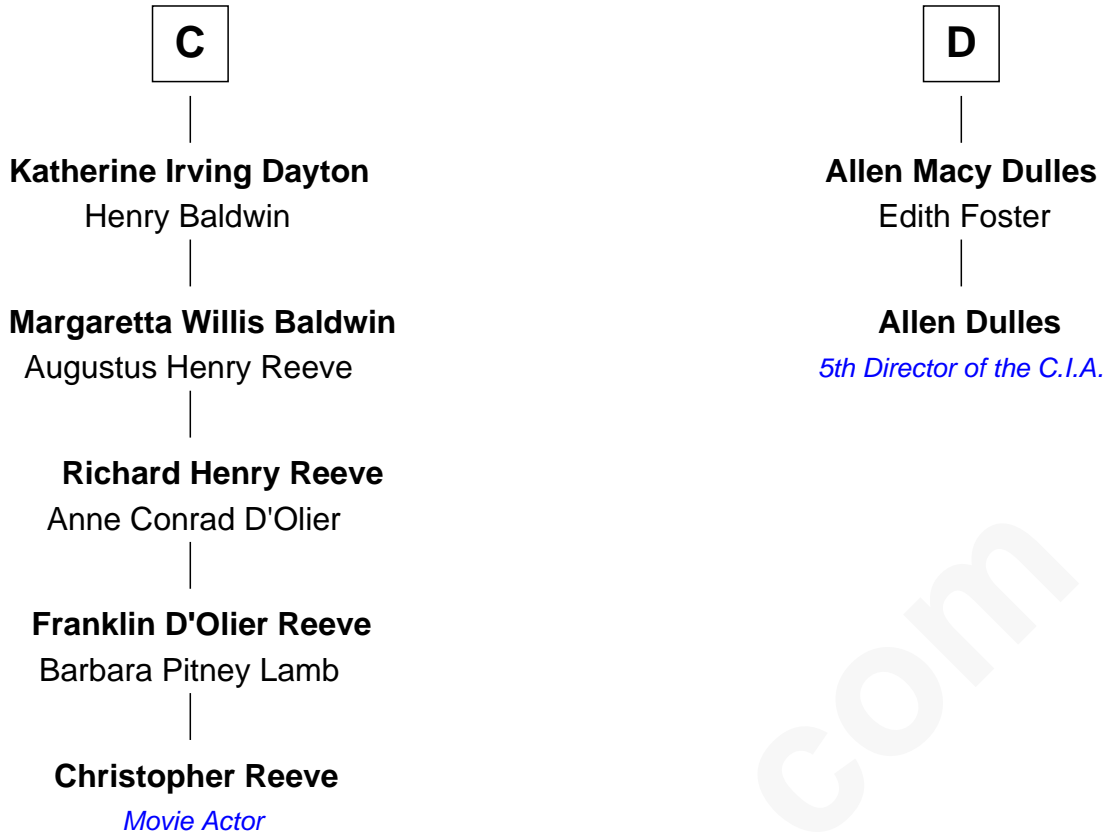 C
Katherine Irving Dayton
Henry Baldwin
Margaretta Willis Baldwin
Augustus Henry Reeve
Richard Henry Reeve
Anne Conrad D'Olier
Franklin D'Olier Reeve
Barbara Pitney Lamb
Christopher Reeve
Movie Actor
D
Allen Macy Dulles
Edith Foster
Allen Dulles
5th Director of the C.I.A.
com